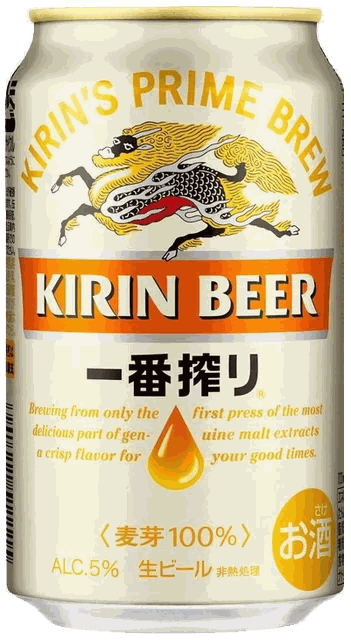 KIRIN'S PRIME BREW
KIRIN BEER
一番搾り®
Brewing from only the first press of the most
delicious part of gen- uine malt extracts
a crisp flavor for your good times.
〈麦芽100%〉
ALC.5% 生ビール 非熱処理
さけ
お酒